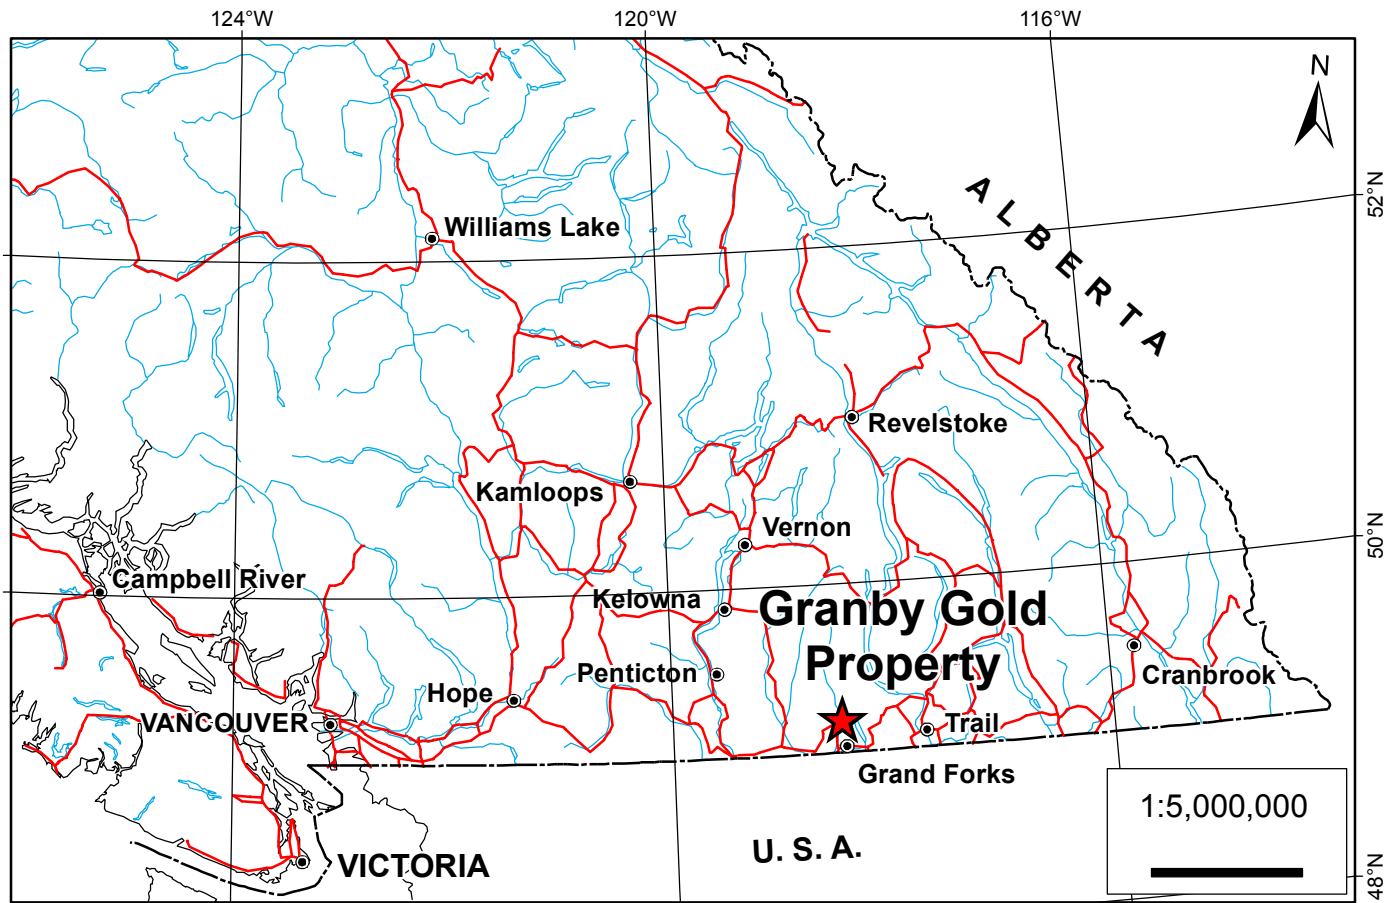 124°W
120°W
116°W
N
52°N
ALBERTA
Williams Lake
Revelstoke
Kamloops
Vernon
50°N
Campbell River
Kelowna
Granby Gold
Property
Penticton
Cranbrook
Hope
VANCOUVER
Trail
Grand Forks
1:5,000,000
U. S. A.
VICTORIA
48°N